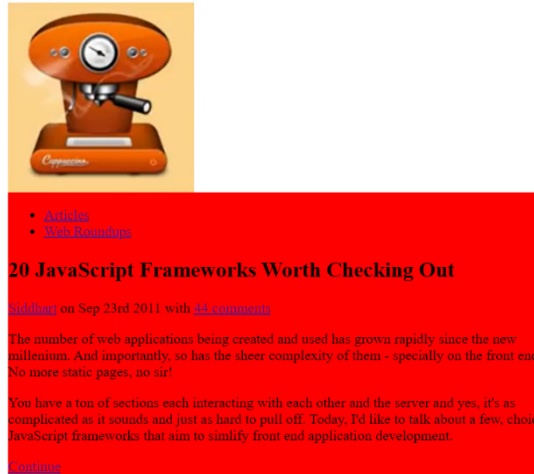 Cappuccino
Articles
Web Roundups
20 JavaScript Frameworks Worth Checking Out
Siddhart on Sep 23rd 2011 with 44 comments
The number of web applications being created and used has grown rapidly since the new
millenium. And importantly, so has the sheer complexity of them - specially on the front
No more static pages, no sir!
You have a ton of sections each interacting with each other and the server and yes, it's as
complicated as it sounds and just as hard to pull off. Today, I'd like to talk about a few,
JavaScript frameworks that aim to simlify front end application development.
Continue